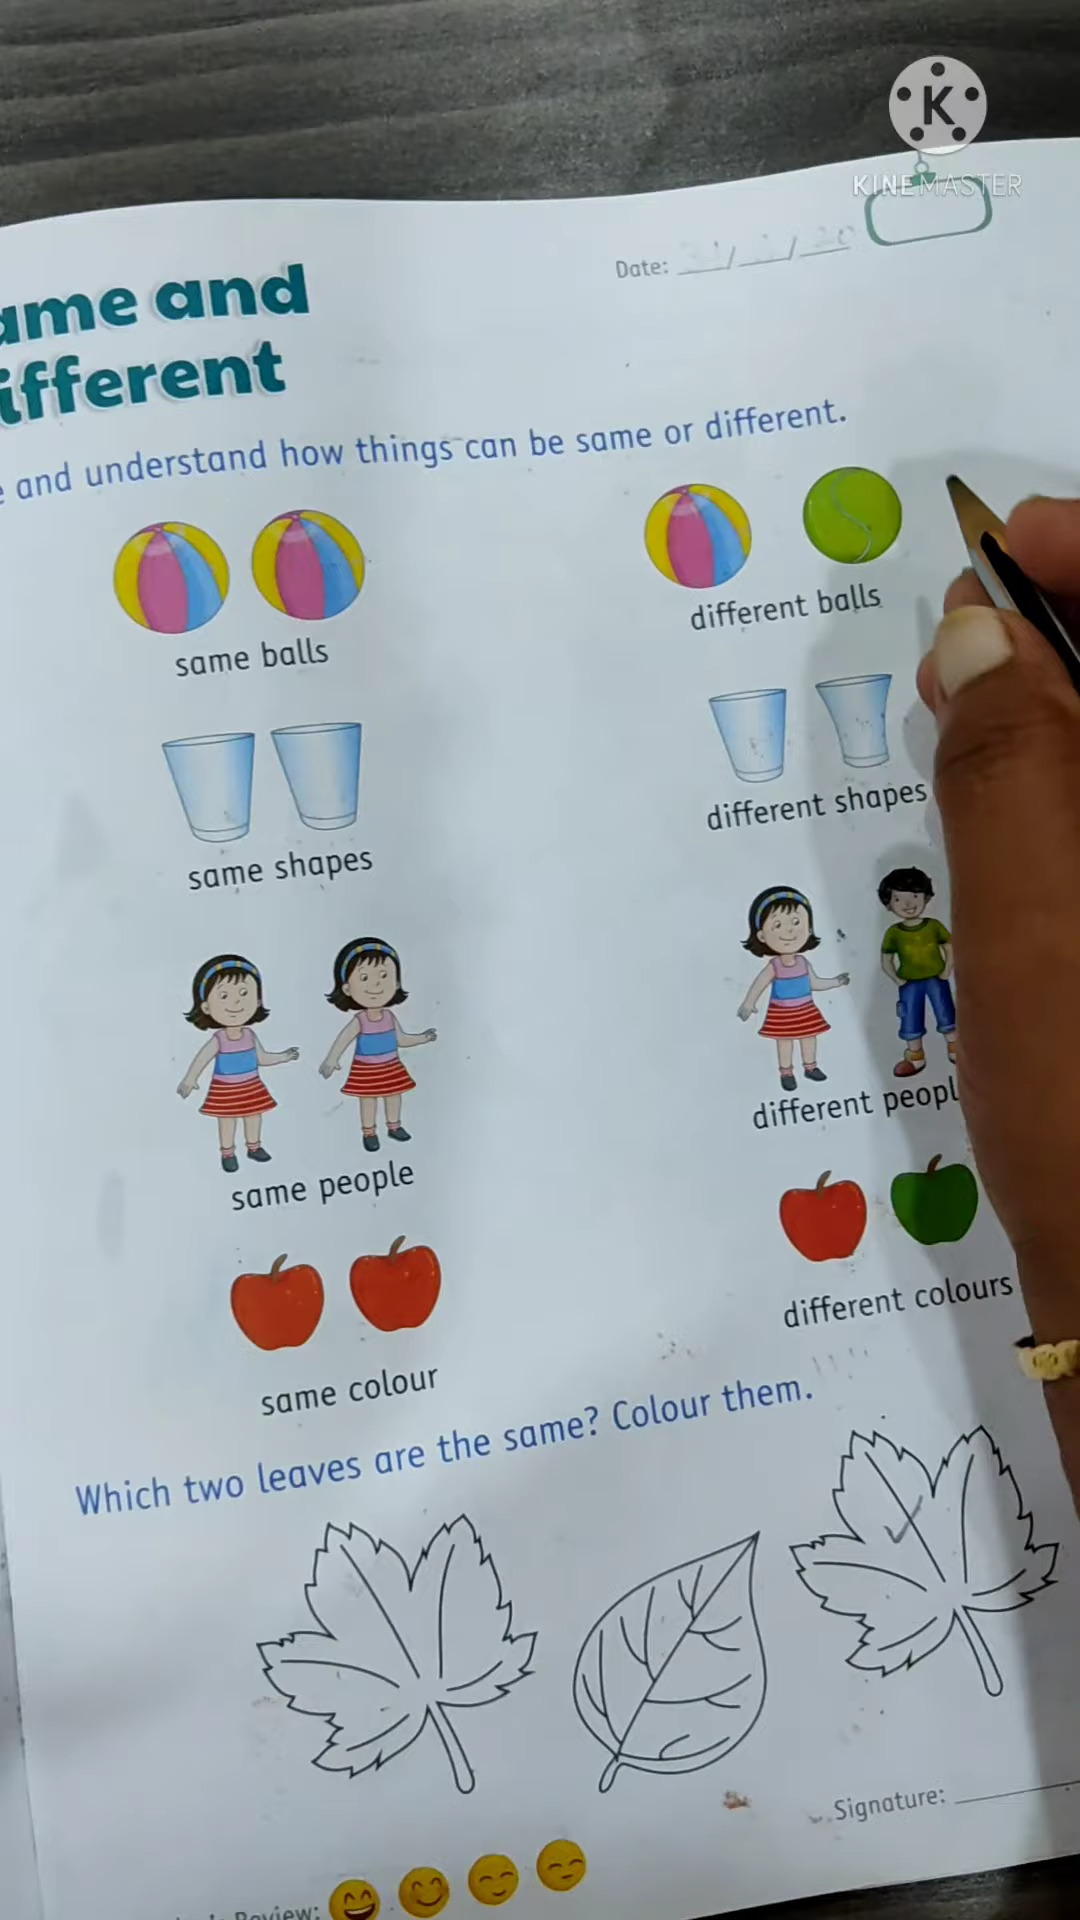 KINEMASTER
Date:
ame and
ifferent
and understand how things can be same or different.
same balls
different balls
same shapes
different shapes
same people
different peopl
same colour
different colours
Which two leaves are the same? Colour them.
Signature:
Review: